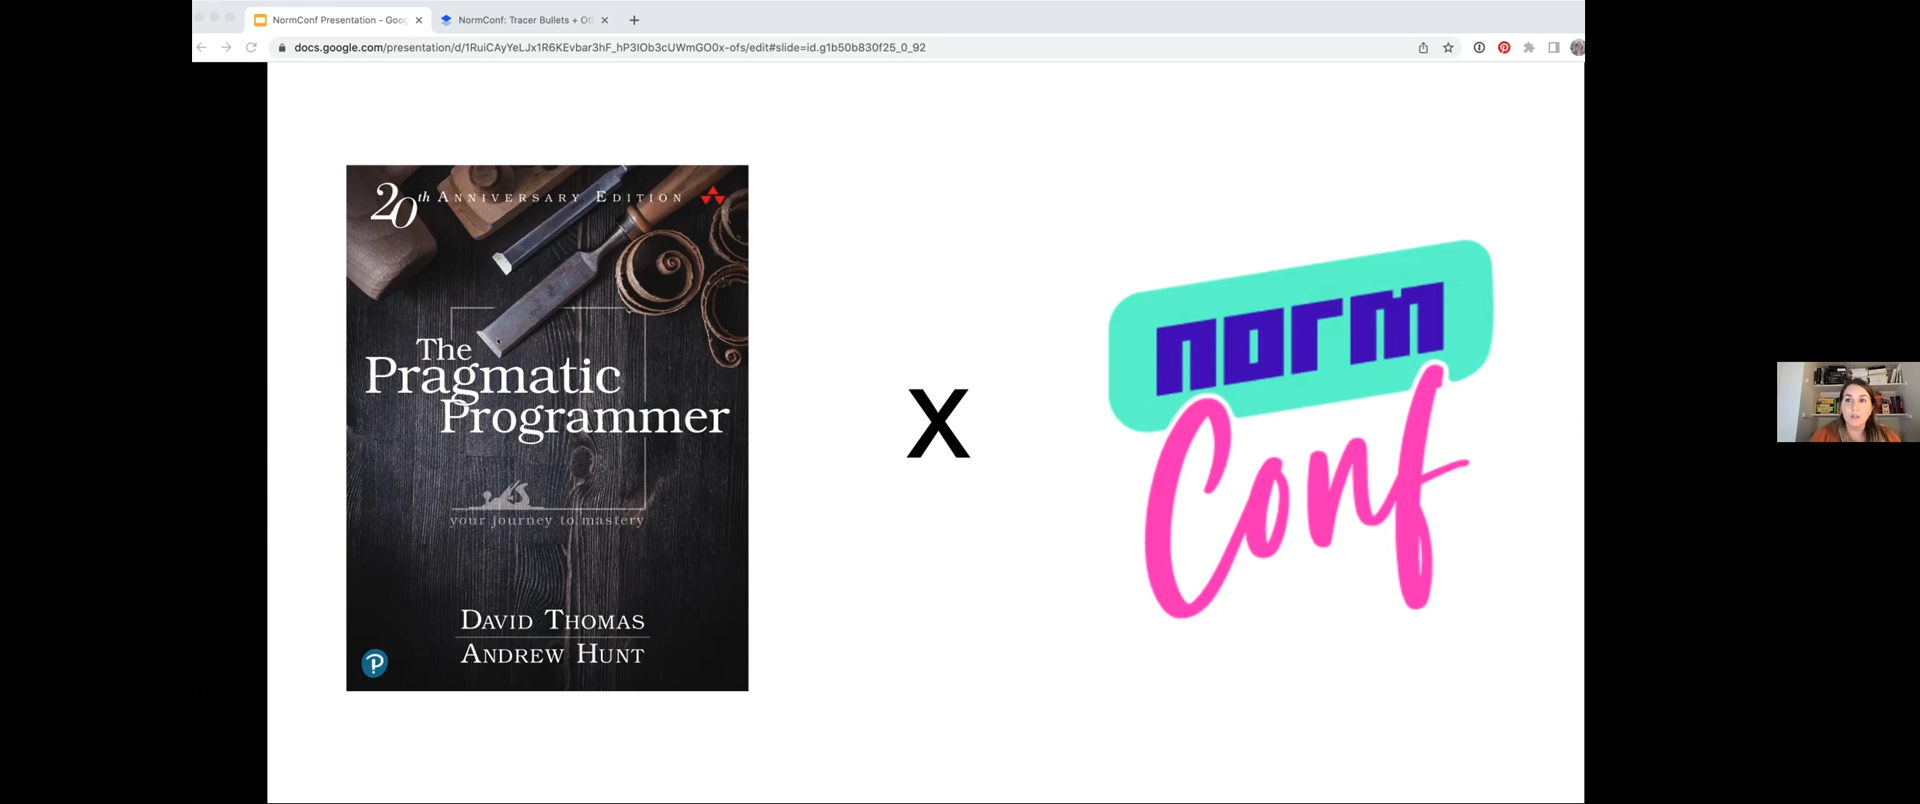 NormConf Presentation - Goo
NormConf: Tracer Bullets + Ot
docs.google.com/presentation/d/1RuiCAyYeLJx1R6KEvbar3hF_hP3IOb3cUWmGO0x-ofs/edit#slide=id.g1b50b830f25_0_92
20th ANNIVERSARY EDITION
The
Pragmatic
Programmer
your journey to mastery
DAVID THOMAS
ANDREW HUNT
P
X
norm
Conf